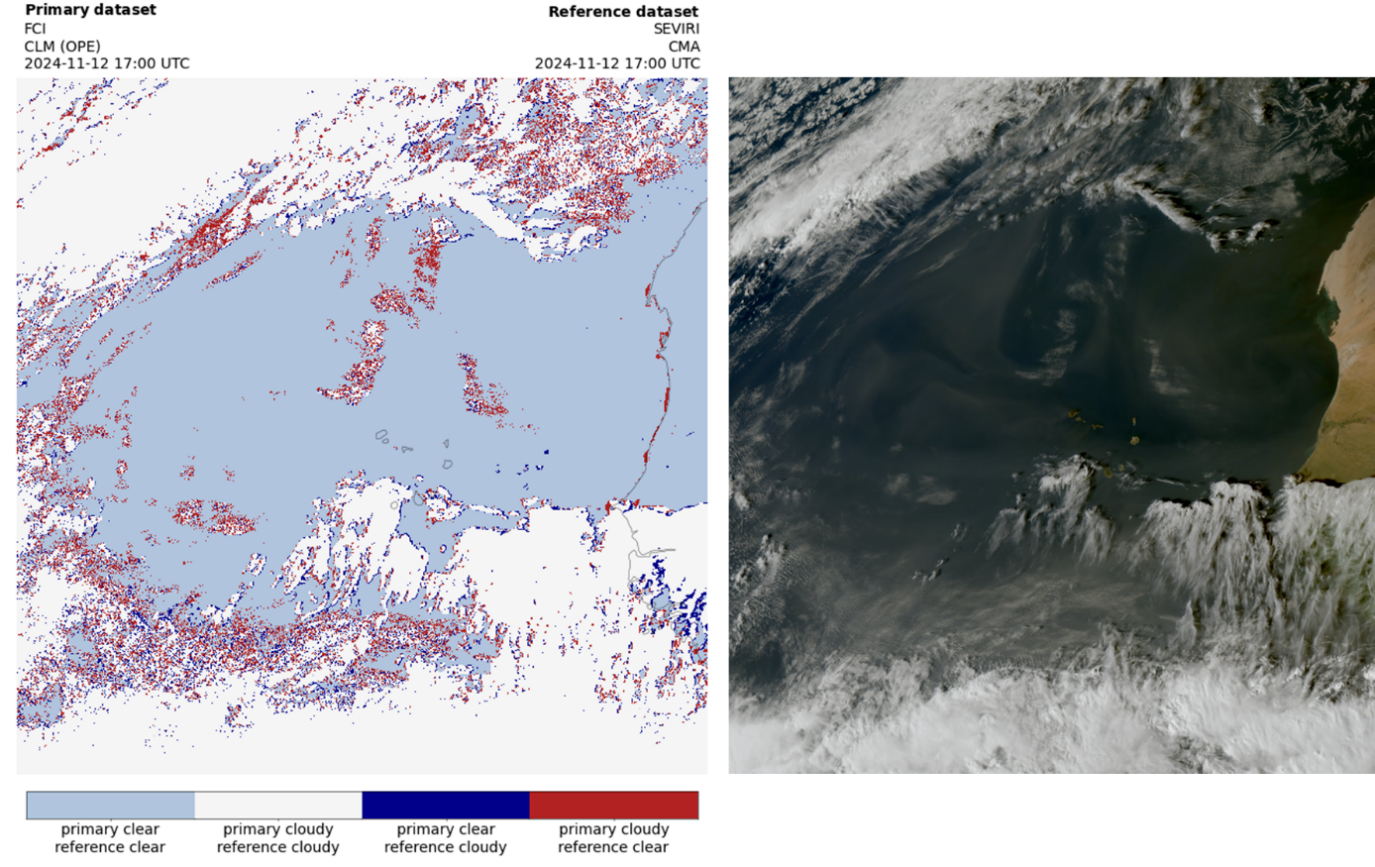 Primary dataset
FCI
CLM (OPE)
2024-11-12 17:00 UTC
Reference dataset
SEVIRI
CMA
2024-11-12 17:00 UTC
primary clear
reference clear
primary cloudy
reference cloudy
primary clear
reference cloudy
primary cloudy
reference clear